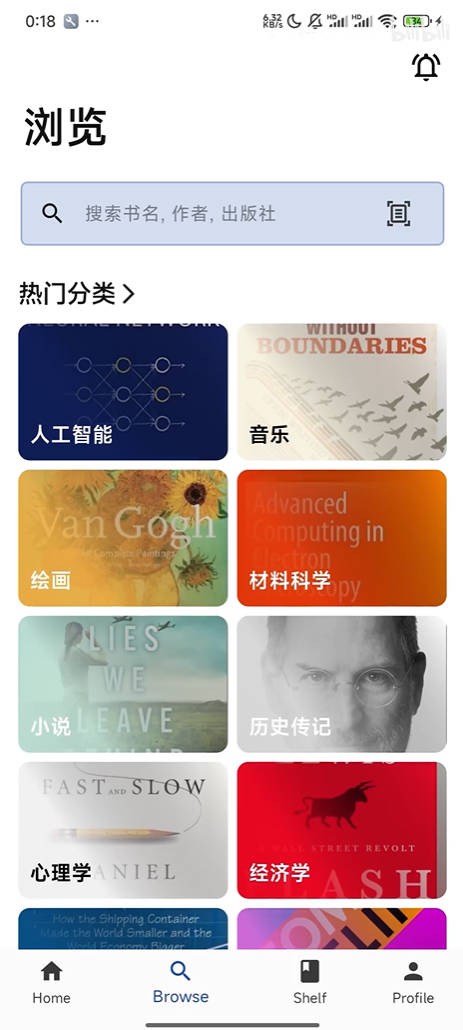 0:18
6.32 KB/s
HD
HD
34
bilibili
浏览
搜索书名, 作者, 出版社
热门分类
NEURAL NETWORK
人工智能
WITHOUT
BOUNDARIES
音乐
Van Gogh
Complete Paintings
绘画
Advanced
Computing in
Electron
Microscopy
材料科学
LIES
WE
LEAVE
BEHIND
小说
历史传记
FAST AND SLOW
DANIEL
心理学
A WALL STREET REVOLT
FLASH
经济学
How the Shipping Container
Made the World Smaller and the
World Economy Bigger
Home
Browse
Shelf
Profile